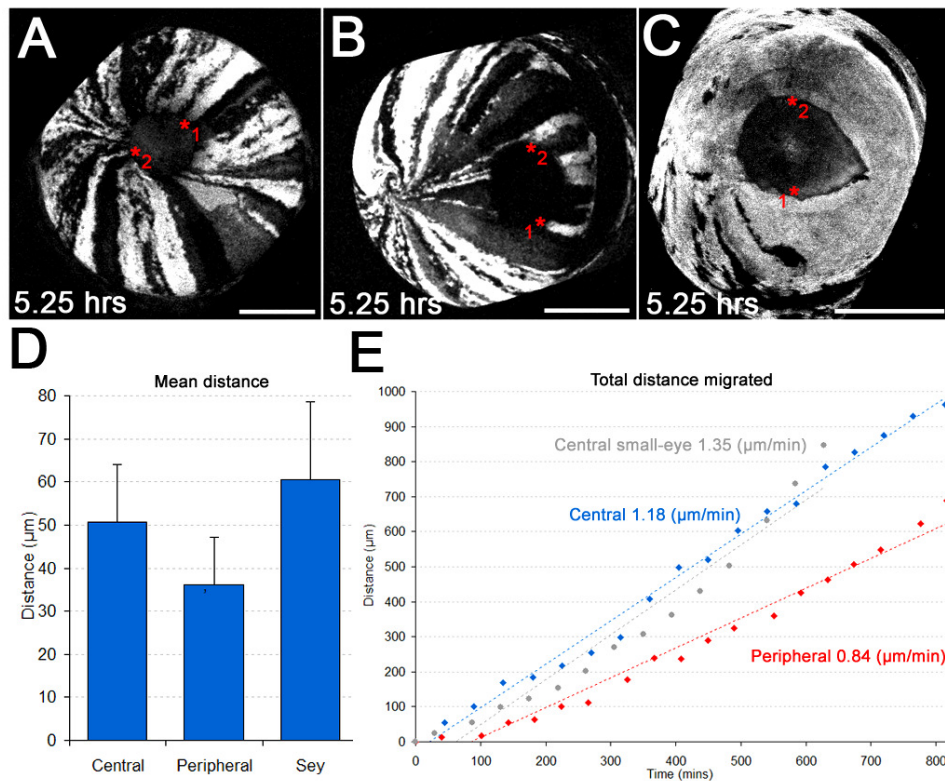 A
B
C
*1
*2
*2
1*
*2
1*
5.25 hrs
5.25 hrs
5.25 hrs
D
E
Mean distance
Distance (µm)
80
70
60
50
40
30
20
10
0
Central
Peripheral
Sey
Total distance migrated
Distance (µm)
1000
900
800
700
600
500
400
300
200
100
0
Central small-eye 1.35 (µm/min)
Central 1.18 (µm/min)
Peripheral 0.84 (µm/min)
0
100
200
300
400
500
600
700
800
Time (mins)